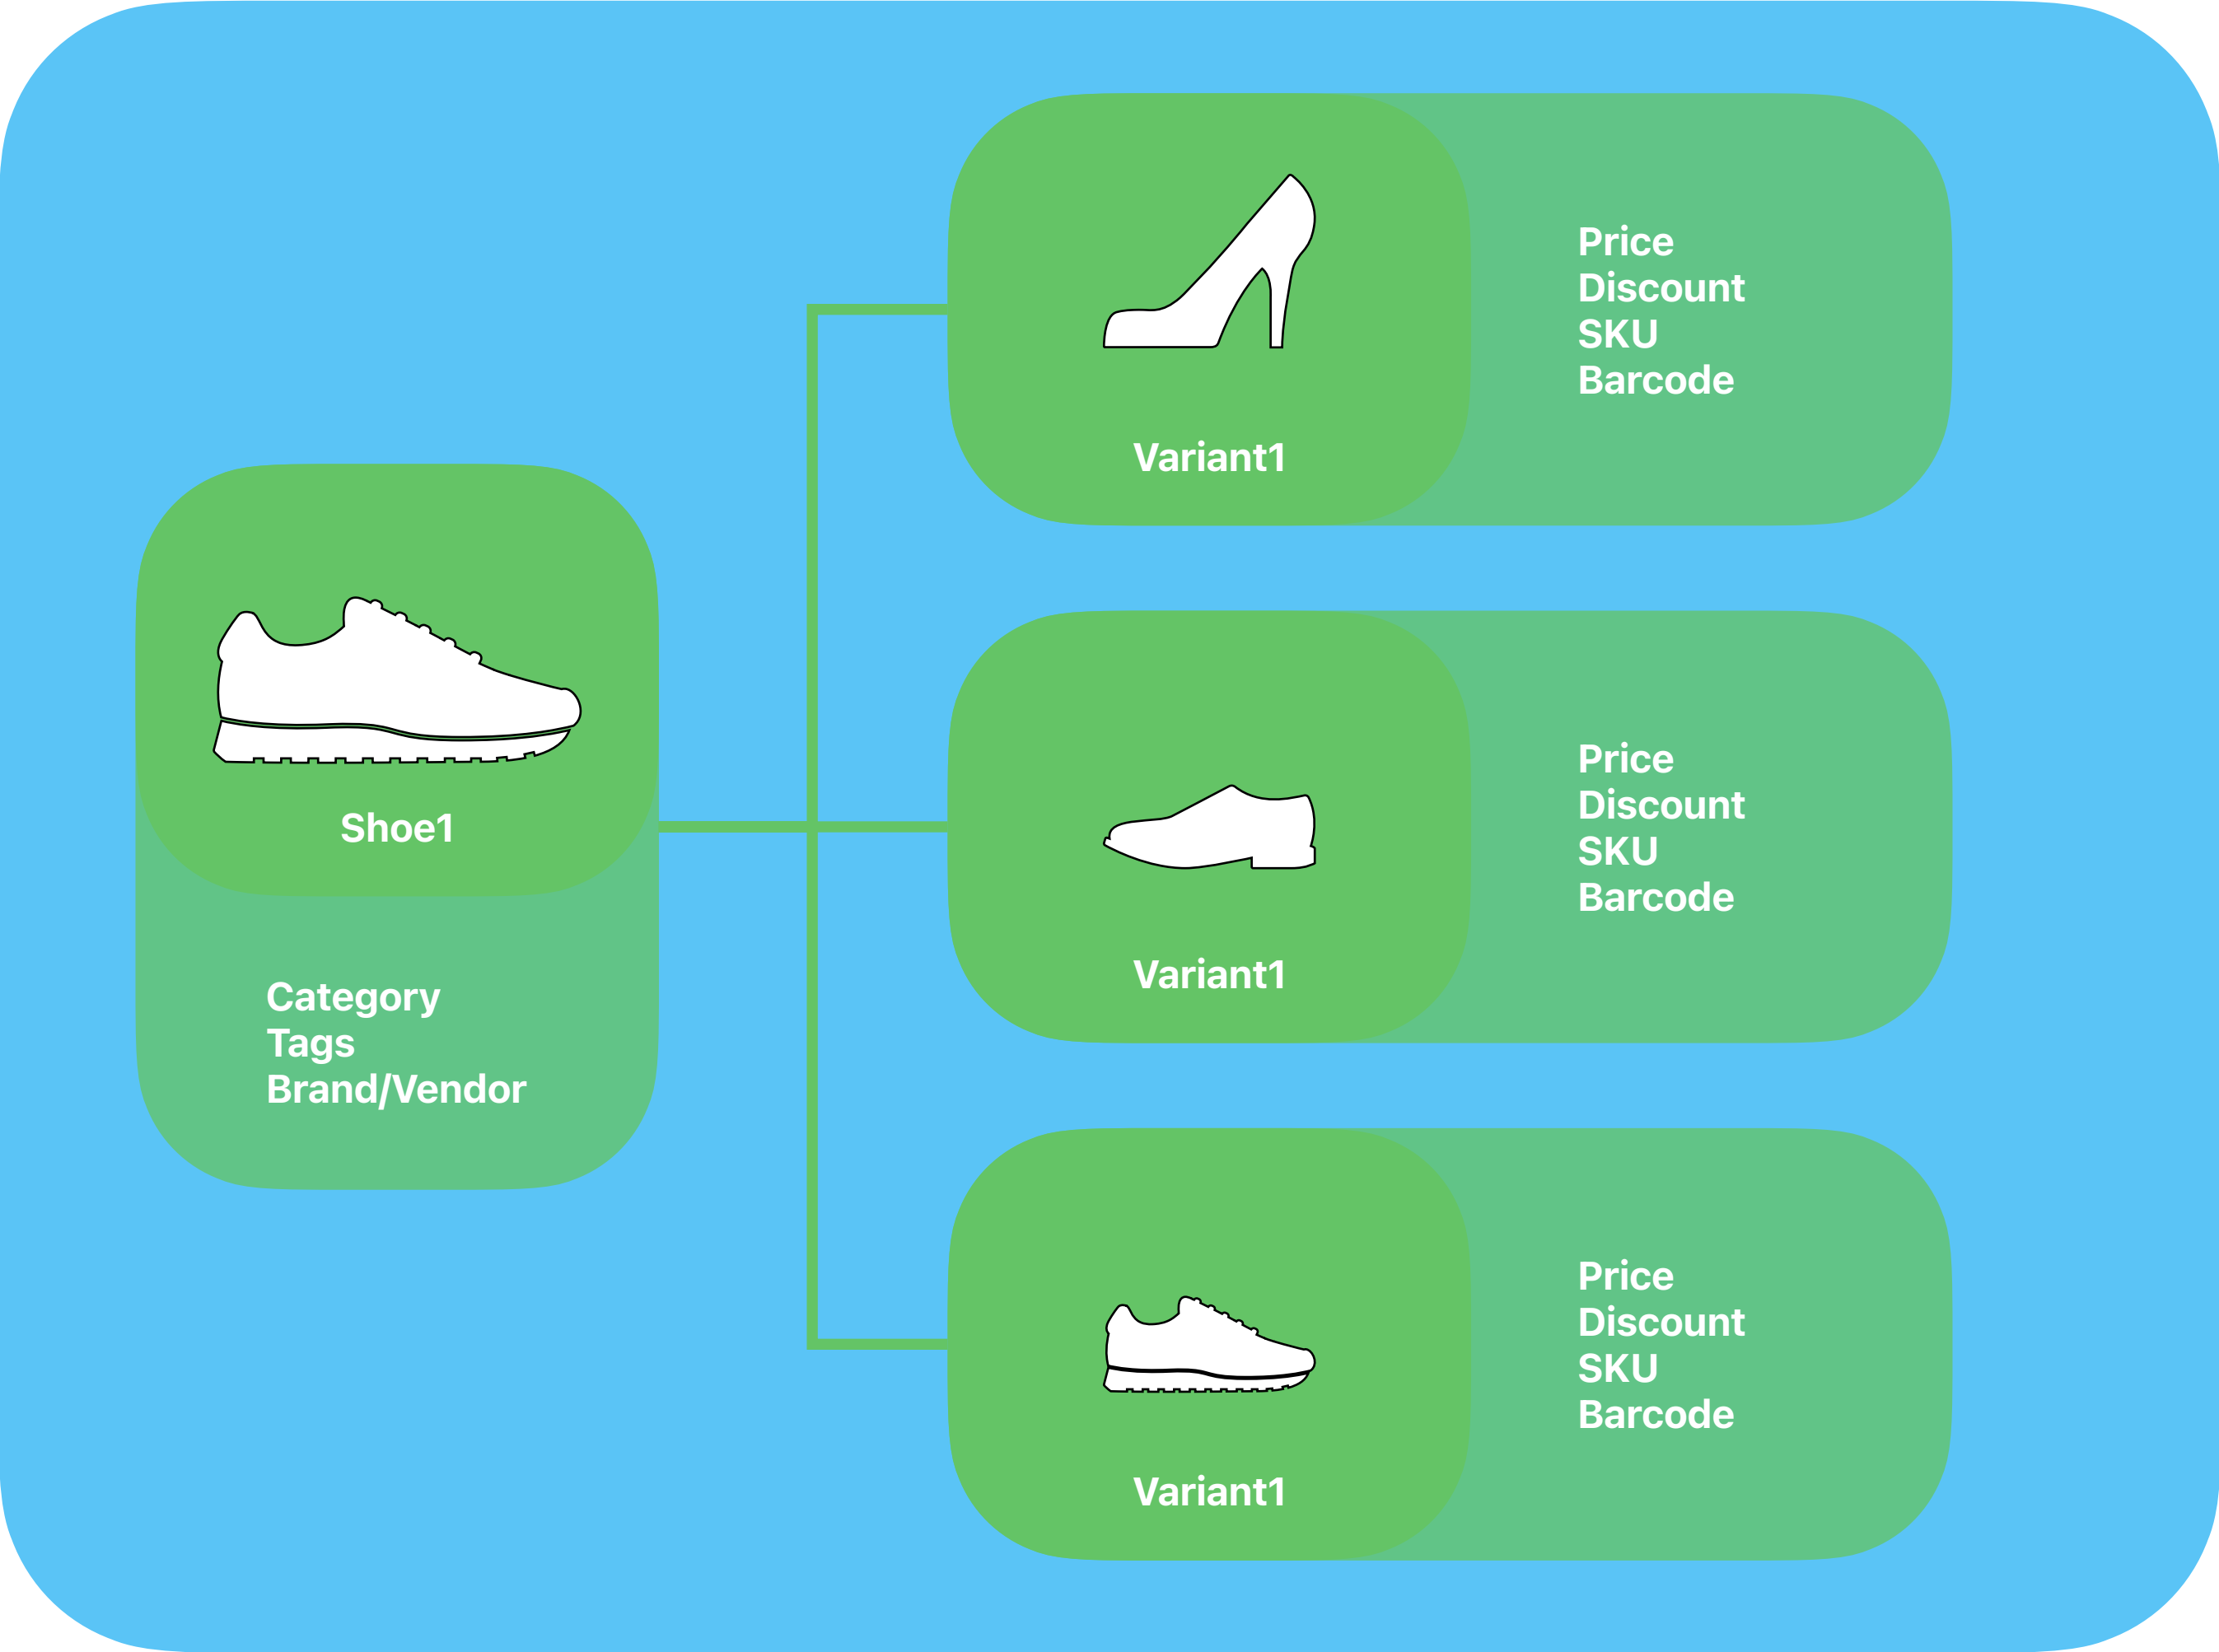 Shoe1
Category
Tags
Brand/Vendor
Variant1
Price
Discount
SKU
Barcode
Variant1
Price
Discount
SKU
Barcode
Variant1
Price
Discount
SKU
Barcode